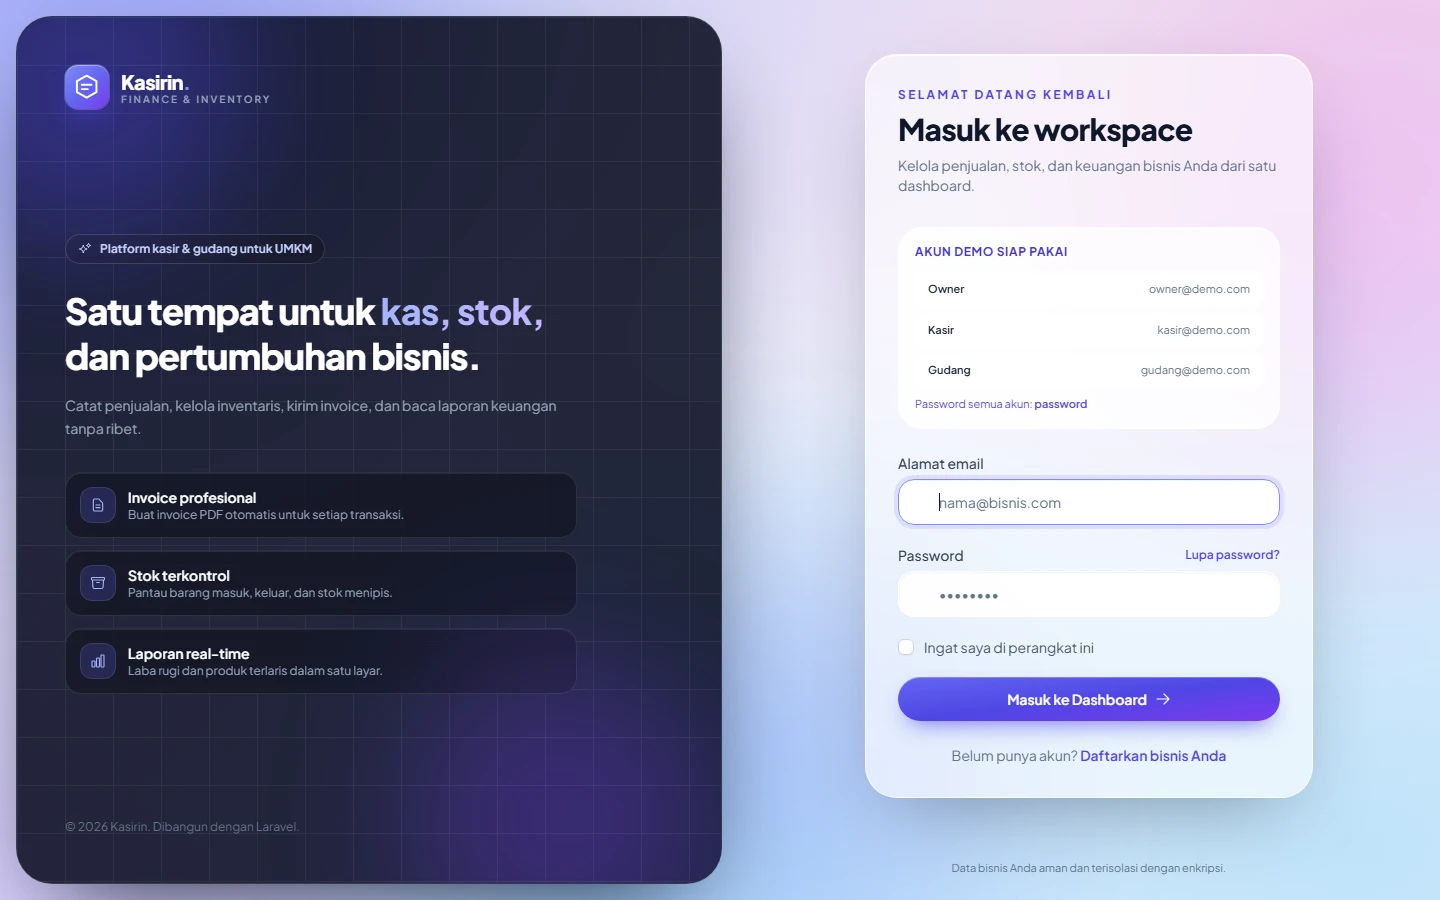 Kasirin.
FINANCE & INVENTORY
Platform kasir & gudang untuk UMKM
Satu tempat untuk kas, stok,
dan pertumbuhan bisnis.
Catat penjualan, kelola inventaris, kirim invoice, dan baca laporan keuangan
tanpa ribet.
Invoice profesional
Buat invoice PDF otomatis untuk setiap transaksi.
Stok terkontrol
Pantau barang masuk, keluar, dan stok menipis.
Laporan real-time
Laba rugi dan produk terlaris dalam satu layar.
© 2026 Kasirin. Dibangun dengan Laravel.
SELAMAT DATANG KEMBALI
Masuk ke workspace
Kelola penjualan, stok, dan keuangan bisnis Anda dari satu
dashboard.
AKUN DEMO SIAP PAKAI
Owner owner@demo.com
Kasir kasir@demo.com
Gudang gudang@demo.com
Password semua akun: password
Alamat email
nama@bisnis.com
Password Lupa password?
••••••••
Ingat saya di perangkat ini
Masuk ke Dashboard →
Belum punya akun? Daftarkan bisnis Anda
Data bisnis Anda aman dan terisolasi dengan enkripsi.